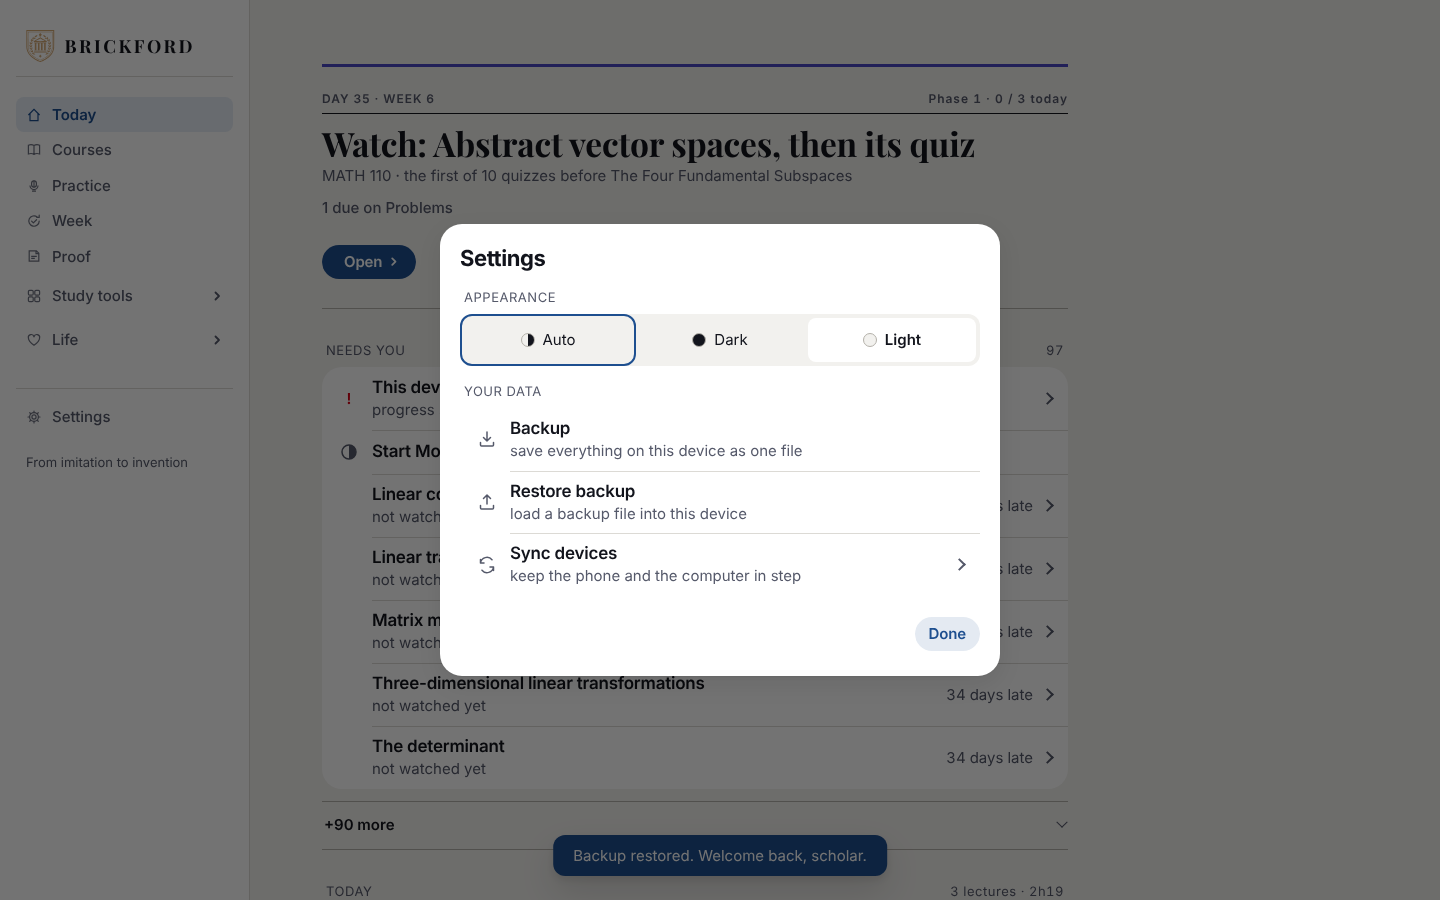 BRICKFORD
Today
Courses
Practice
Week
Proof
Study tools
Life
Settings
From imitation to invention
DAY 35 · WEEK 6
Phase 1 · 0 / 3 today
Watch: Abstract vector spaces, then its quiz
MATH 110 · the first of 10 quizzes before The Four Fundamental Subspaces
1 due on Problems
Open
NEEDS YOU
97
This dev
progress
Start Mo
Linear co
not watch
s late
Linear tra
not watch
s late
Matrix m
not watch
s late
Three-dimensional linear transformations
not watched yet
34 days late
The determinant
not watched yet
34 days late
+90 more
TODAY
3 lectures · 2h19
Settings
APPEARANCE
Auto
Dark
Light
YOUR DATA
Backup
save everything on this device as one file
Restore backup
load a backup file into this device
Sync devices
keep the phone and the computer in step
Done
Backup restored. Welcome back, scholar.